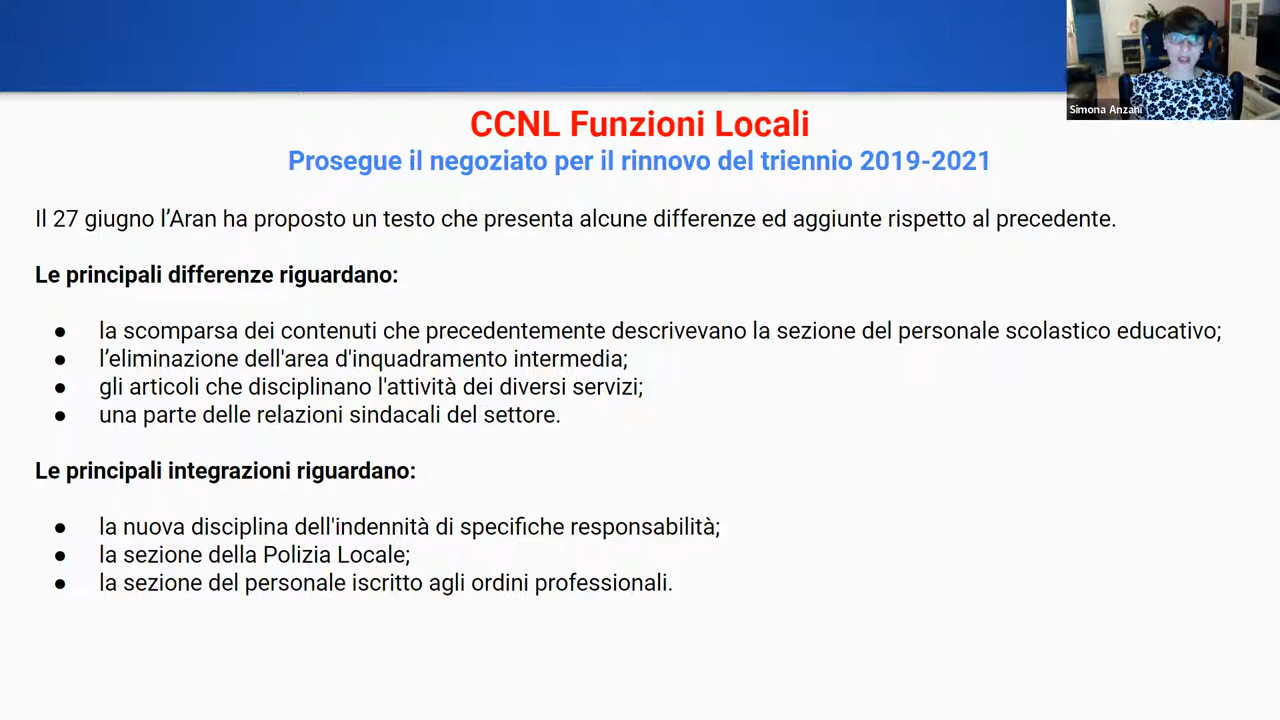 Simona Anzani
CCNL Funzioni Locali
Prosegue il negoziato per il rinnovo del triennio 2019-2021
Il 27 giugno l’Aran ha proposto un testo che presenta alcune differenze ed aggiunte rispetto al precedente.
Le principali differenze riguardano:
● la scomparsa dei contenuti che precedentemente descrivevano la sezione del personale scolastico educativo;
● l’eliminazione dell'area d'inquadramento intermedia;
● gli articoli che disciplinano l'attività dei diversi servizi;
● una parte delle relazioni sindacali del settore.
Le principali integrazioni riguardano:
● la nuova disciplina dell'indennità di specifiche responsabilità;
● la sezione della Polizia Locale;
● la sezione del personale iscritto agli ordini professionali.